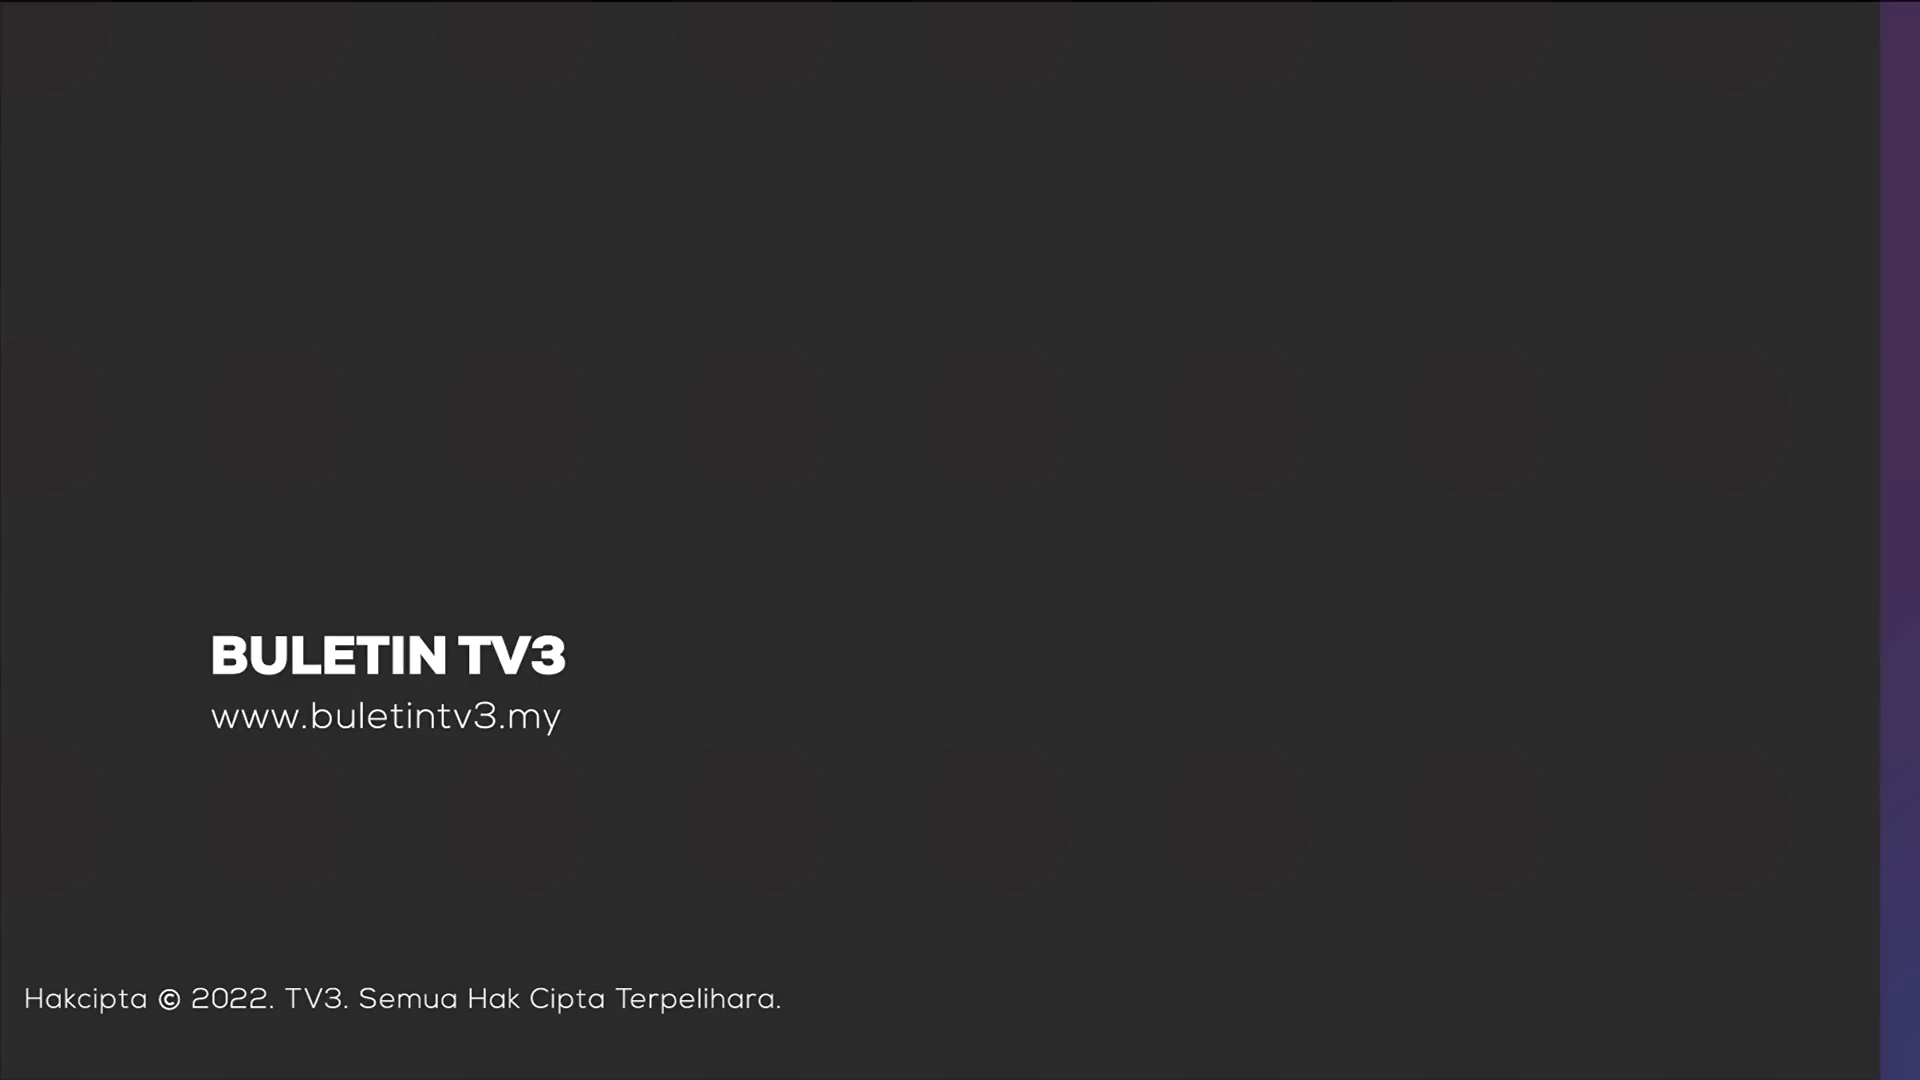 BULETIN TV3
www.buletintv3.my
Hakcipta © 2022. TV3. Semua Hak Cipta Terpelihara.